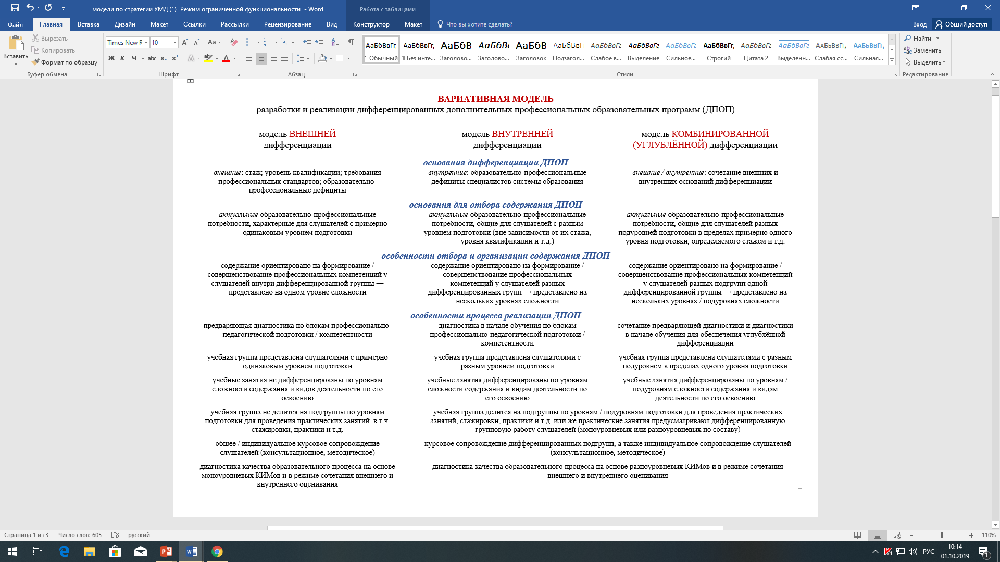 модели по стратегии УМД (1) [Режим ограниченной функциональности] - Word
Работа с таблицами
Файл
Главная
Вставка
Дизайн
Макет
Ссылки
Рассылки
Рецензирование
Вид
Конструктор
Макет
Что вы хотите сделать?
Вход
Общий доступ
Вставить
Вырезать
Копировать
Формат по образцу
Буфер обмена
Times New R
10
Aa
Ж К Ч abc x₂ x²
Шрифт
Абзац
АаБбВвГг,
АаБбВвГг,
АаБбВ
АаБбВ
АаБбВ
АаБбВвГ
АаБбВвГг
АаБбВвГг
АаБбВвГг
АаБбВвГг,
АаБбВвГг
АаБбВвГг
АаБбВвГг,
АаБбВвГг,
¶ Обычный
¶ Без инте...
Заголово...
Заголово...
Заголовок
Подзагол...
Слабое в...
Выделение
Сильное...
Строгий
Цитата 2
Выделенн...
Слабая сс...
Сильная...
Стили
Найти
Заменить
Выделить
Редактирование
ВАРИАТИВНАЯ МОДЕЛЬ
разработки и реализации дифференцированных дополнительных профессиональных образовательных программ (ДПОП)
модель ВНЕШНЕЙ
дифференциации
модель ВНУТРЕННЕЙ
дифференциации
модель КОМБИНИРОВАННОЙ
(УГЛУБЛЁННОЙ) дифференциации
основания дифференциации ДПОП
внешние: стаж; уровень квалификации; требования
профессиональных стандартов; образовательно-
профессиональные дефициты
внутренние: образовательно-профессиональные
дефициты специалистов системы образования
внешние / внутренние: сочетание внешних и
внутренних оснований дифференциации
основания для отбора содержания ДПОП
актуальные образовательно-профессиональные
потребности, характерные для слушателей с примерно
одинаковым уровнем подготовки
актуальные образовательно-профессиональные
потребности, общие для слушателей с разным
уровнем подготовки (вне зависимости от их стажа,
уровня квалификации и т.д.)
актуальные образовательно-профессиональные
потребности, общие для слушателей разных
подуровней подготовки в пределах примерно одного
уровня подготовки, определяемого стажем и т.д.
особенности отбора и организации содержания ДПОП
содержание ориентировано на формирование /
совершенствование профессиональных компетенций у
слушателей внутри дифференцированной группы →
представлено на одном уровне сложности
содержание ориентировано на формирование /
совершенствование профессиональных
компетенций у слушателей разных
дифференцированных групп → представлено на
нескольких уровнях сложности
содержание ориентировано на формирование /
совершенствование профессиональных компетенций
у слушателей разных подгрупп одной
дифференцированной группы → представлено на
нескольких уровнях / подуровнях сложности
особенности процесса реализации ДПОП
предваряющая диагностика по блокам профессионально-
педагогической подготовки / компетентности
диагностика в начале обучения по блокам
профессионально-педагогической подготовки /
компетентности
сочетание предваряющей диагностики и диагностики
в начале обучения для обеспечения углублённой
дифференциации
учебная группа представлена слушателями с примерно
одинаковым уровнем подготовки
учебная группа представлена слушателями с
разным уровнем подготовки
учебная группа представлена слушателями с разным
подуровнем в пределах одного уровня подготовки
учебные занятия не дифференцированы по уровням
сложности содержания и видов деятельности по его
освоению
учебные занятия дифференцированы по уровням
сложности содержания и видам деятельности по
его освоению
учебные занятия дифференцированы по уровням /
подуровням сложности содержания и видам
деятельности по его освоению
учебная группа не делится на подгруппы по уровням
подготовки для проведения практических занятий, в т.ч.
стажировки, практики и т.д.
учебная группа делится на подгруппы по уровням / подуровням подготовки для проведения практических
занятий, стажировки, практики и т.д. или же практические занятия предусматривают дифференцированную
групповую работу слушателей (моноуровневых или разноуровневых по составу)
общее / индивидуальное курсовое сопровождение
слушателей (консультационное, методическое)
курсовое сопровождение дифференцированных подгрупп, а также индивидуальное сопровождение слушателей
(консультационное, методическое)
диагностика качества образовательного процесса на основе
моноуровневых КИМов и в режиме сочетания внешнего и
внутреннего оценивания
диагностика качества образовательного процесса на основе разноуровневых КИМов и в режиме сочетания
внешнего и внутреннего оценивания
Страница 1 из 3
Число слов: 605
русский
110%
РУС
10:14
01.10.2019
1